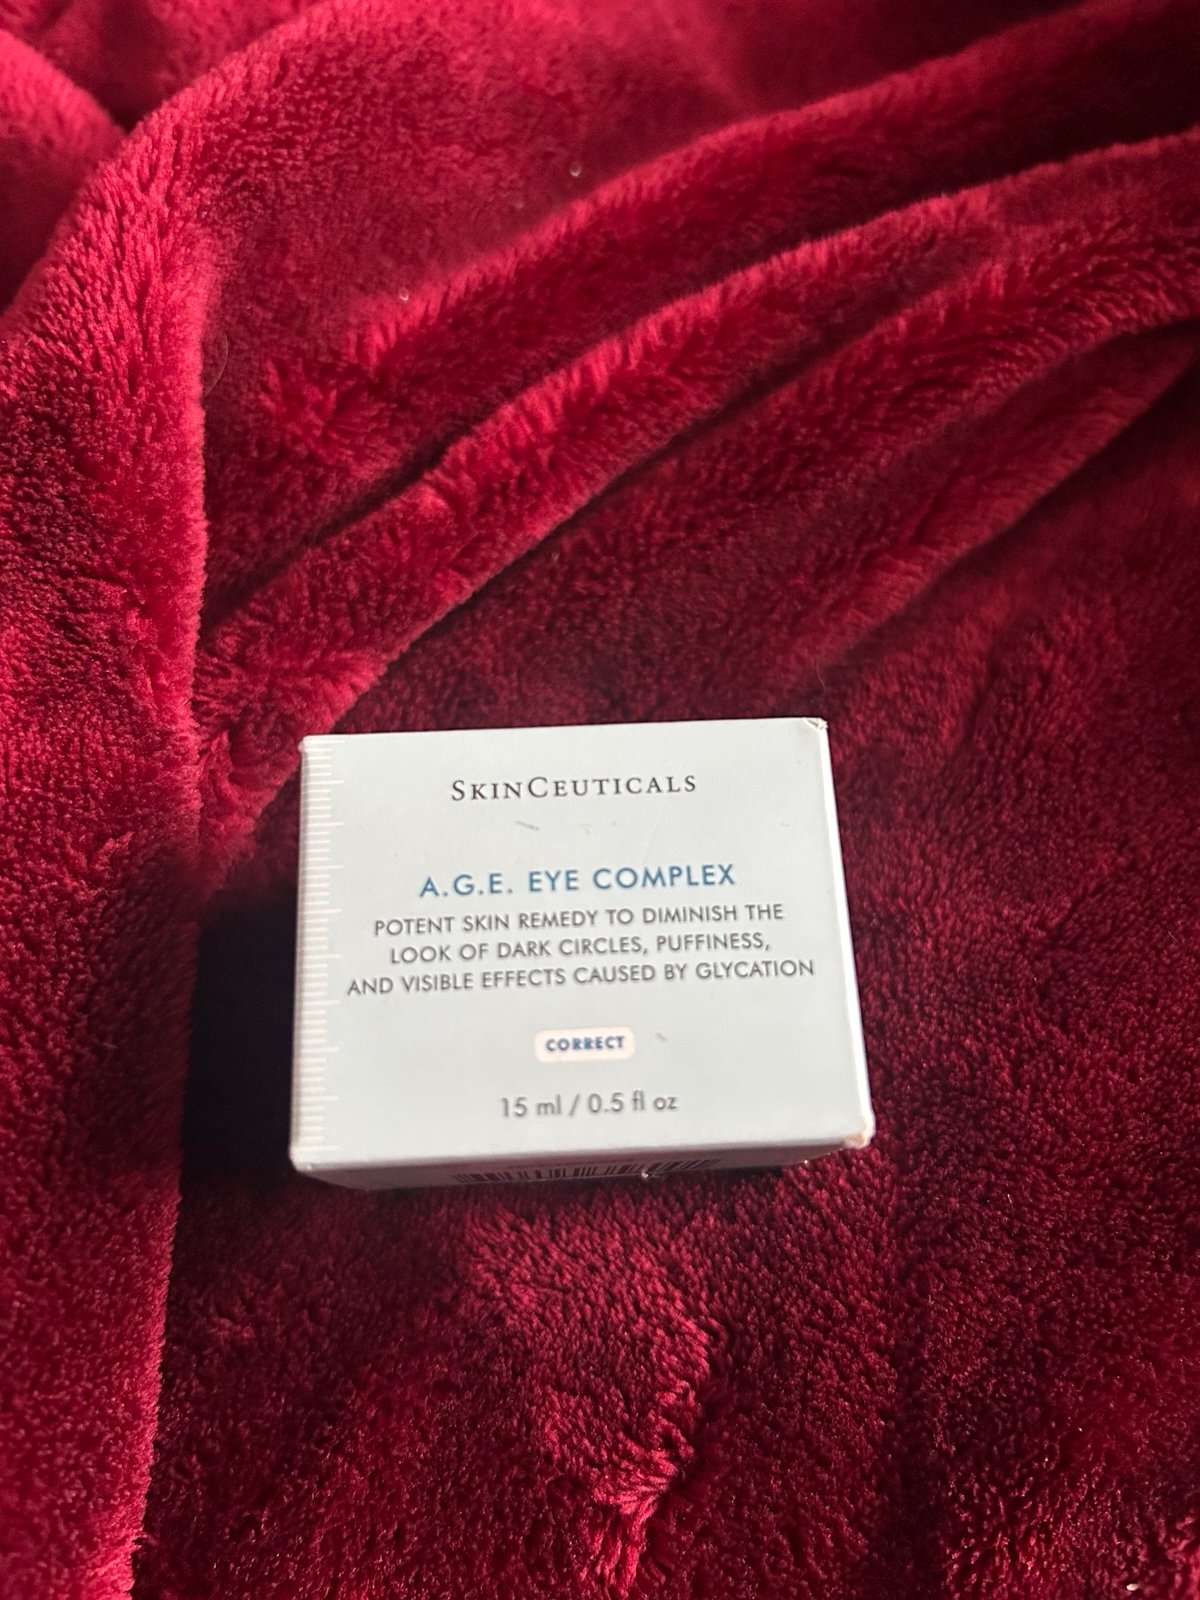 SKINCEUTICALS
A.G.E. EYE COMPLEX
POTENT SKIN REMEDY TO DIMINISH THE
LOOK OF DARK CIRCLES, PUFFINESS,
AND VISIBLE EFFECTS CAUSED BY GLYCATION
CORRECT
15 ml / 0.5 fl oz